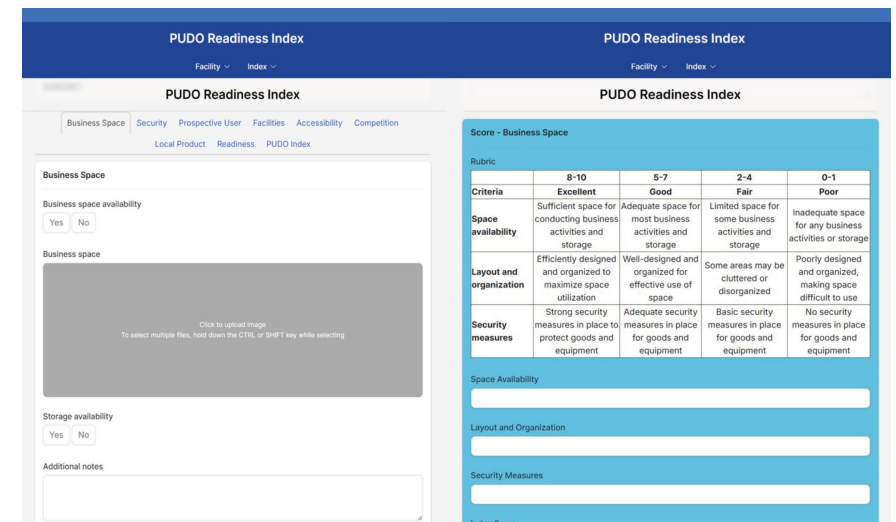 PUDO Readiness Index
Facility Index
PUDO Readiness Index
Business Space Security Prospective User Facilities Accessibility Competition
Local Product Readiness PUDO Index
Business Space
Business space availability
Yes No
Business space
Click to upload image
To select multiple files, hold down the CTRL or SHIFT key while selecting
Storage availability
Yes No
Additional notes
PUDO Readiness Index
Facility Index
PUDO Readiness Index
Score - Business Space
Rubric
8-10 5-7 2-4 0-1
Criteria Excellent Good Fair Poor
Space availability Sufficient space for conducting business activities and storage Adequate space for most business activities and storage Limited space for some business activities and storage Inadequate space for any business activities or storage
Layout and organization Efficiently designed and organized to maximize space utilization Well-designed and organized for effective use of space Some areas may be cluttered or disorganized Poorly designed and organized, making space difficult to use
Security measures Strong security measures in place to protect goods and equipment Adequate security measures in place for goods and equipment Basic security measures in place for goods and equipment No security measures in place for goods and equipment
Space Availability
Layout and Organization
Security Measures